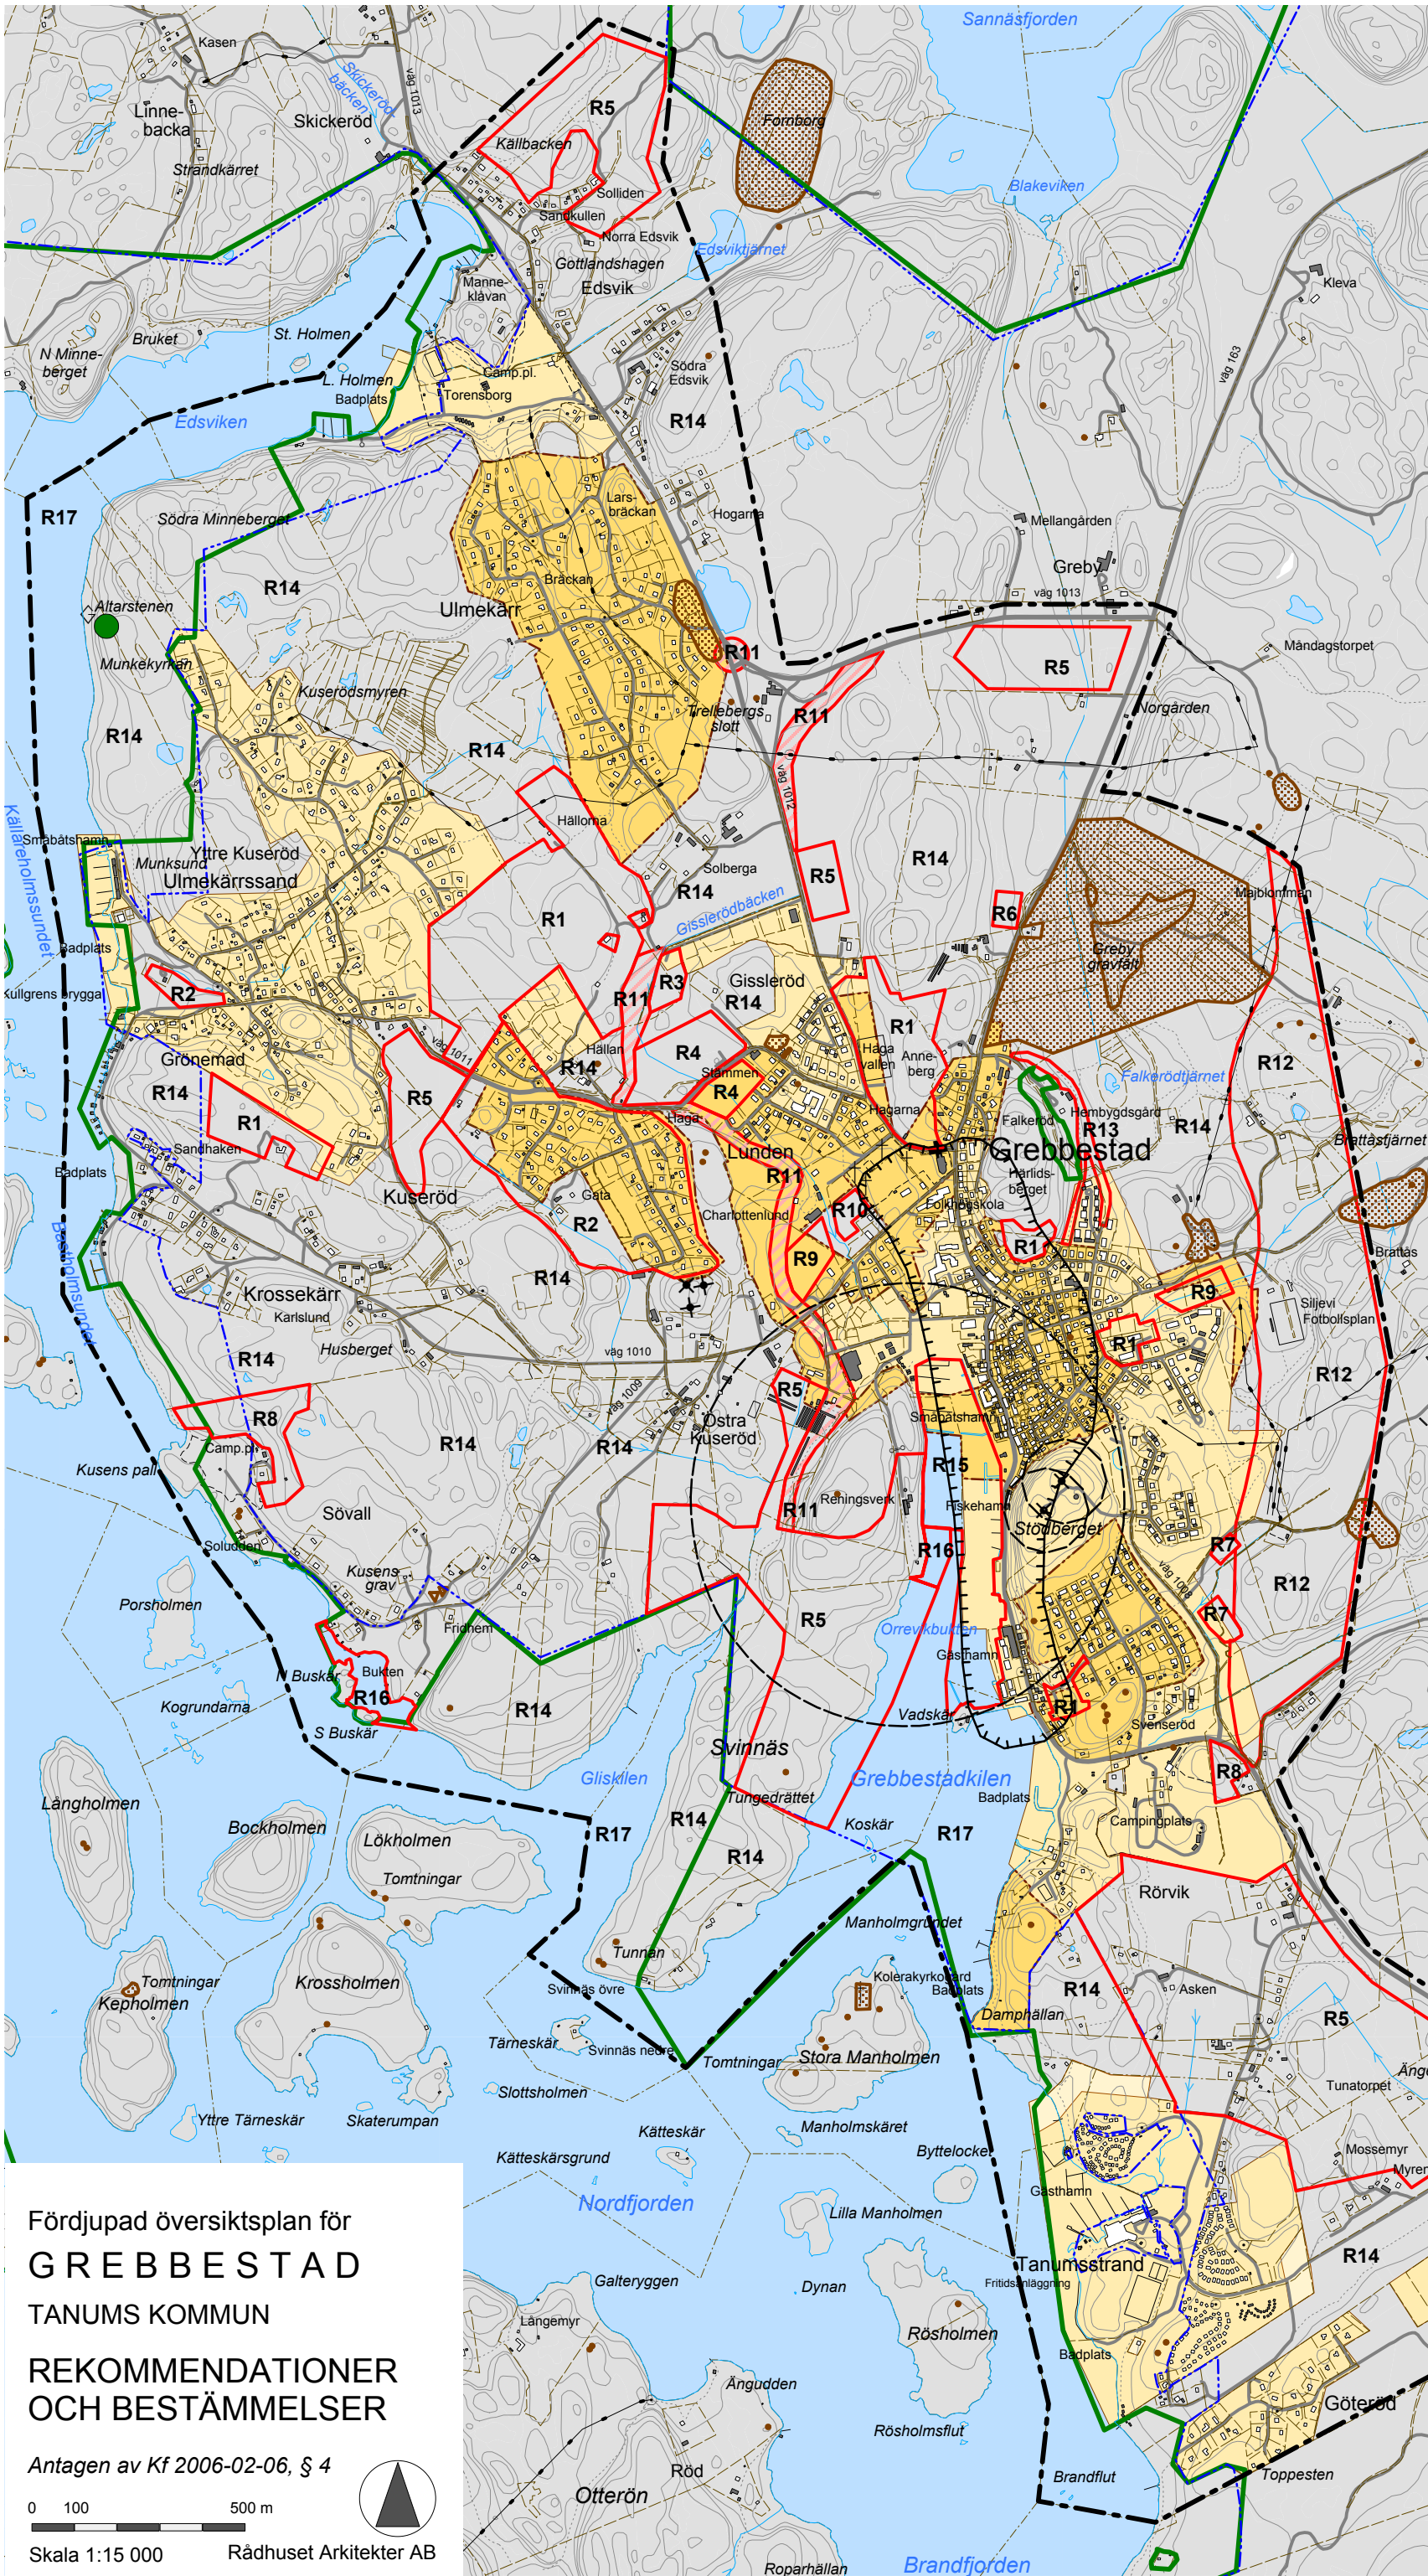 Sannäsfjorden
Kasen
Skickeröd-
bäcken
väg 1013
Linne-
backa
Skickeröd
R5
Fornborg
Källbacken
Strandkärret
Blakeviken
Solliden
Sandkullen
Norra Edsvik
Edsviktjärnet
Gottlandshagen
Edsvik
Manne-
klåvan
Kleva
Bruket
St. Holmen
N Minne-
berget
väg 163
Camp.pl.
Södra
Edsvik
L. Holmen
Badplats
Torensborg
Edsviken
R14
Lars-
bräckan
Hogarna
R17
Södra Minneberget
Mellangården
Greby
Bräckan
R14
väg 1013
Altarstenen
Ulmekärr
Måndagstorpet
R11
Munkekyrkan
R5
Kuserödsmyren
Norgården
Trellebergs
slott
R11
R14
R14
väg 1012
Källareholmssundet
Hällorna
Småbåtshamn
Yttre Kuseröd
Munksund
Solberga
R14
Ulmekärrssand
R14
R5
Majblomman
R1
Gisslerödbäcken
R6
Badplats
Greby
gravfält
R3
Gissleröd
Kullgrens brygga
R2
R11
R14
R1
väg 1011
Hällan
Haga
vallen
Anne-
berg
Grönemad
R4
R12
R14
Stämmen
Falkerödtjärnet
R14
R5
R4
R1
Haga
Hagarna
Falkeröd
Hembygdsgård
R13
R14
Sandhaken
Lunden
Grebbestad
Brattåstjärnet
Badplats
R11
Härlids-
berget
Kuseröd
Gata
Folkhögskola
Charlottenlund
R10
Basholmsundet
R2
R1
R9
Brattås
R14
Krossekärr
R9
Karlslund
Siljevi
Fotbollsplan
Husberget
väg 1010
R1
R14
R5
R12
väg 1009
R8
Östra
Kuseröd
Småbåtshamn
Camp.pl.
R14
R14
Kusens pall
R15
Reningsverk
Fiskehamn
Sövall
R11
Stödberget
Soludden
R16
R7
väg 1008
Kusens
grav
R12
Porsholmen
R5
R7
Fridhem
Orrevikbukten
Gästhamn
N Buskär
Bukten
Kogrundarna
R16
R14
R1
Vadskär
Svenseröd
S Buskär
Svinnäs
R8
Gliskilen
Grebbestadkilen
Tungedrättet
Badplats
Långholmen
R14
Koskär
Campingplats
Bockholmen
R17
R17
Lökholmen
R14
Tomtningar
Rörvik
Manholmgrundet
Tunnan
Kolerakyrkogård
Badplats
Tomtningar
Krossholmen
R14
Asken
Kepholmen
Svinnäs övre
Damphällan
R5
Tärneskär
Svinnäs nedre
Tomtningar
Stora Manholmen
Slottsholmen
Tunatorpet
Yttre Tärneskär
Skaterumpan
Kätteskär
Manholmskäret
Mossemyr
Kätteskärsgrund
Byttelocket
Gästhamn
Nordfjorden
Lilla Manholmen
R14
Tanumsstrand
Galteryggen
Dynan
Fritidsanläggning
Långemyr
Rösholmen
Badplats
Ängudden
Göteröd
Rösholmsflut
Röd
Brandflut
Toppesten
Otterön
Brandfjorden
Roparhällan
Fördjupad översiktsplan för
GREBBESTAD
TANUMS KOMMUN
REKOMMENDATIONER
OCH BESTÄMMELSER
Antagen av Kf 2006-02-06, § 4
0 100 500 m
Skala 1:15 000
Rådhuset Arkitekter AB